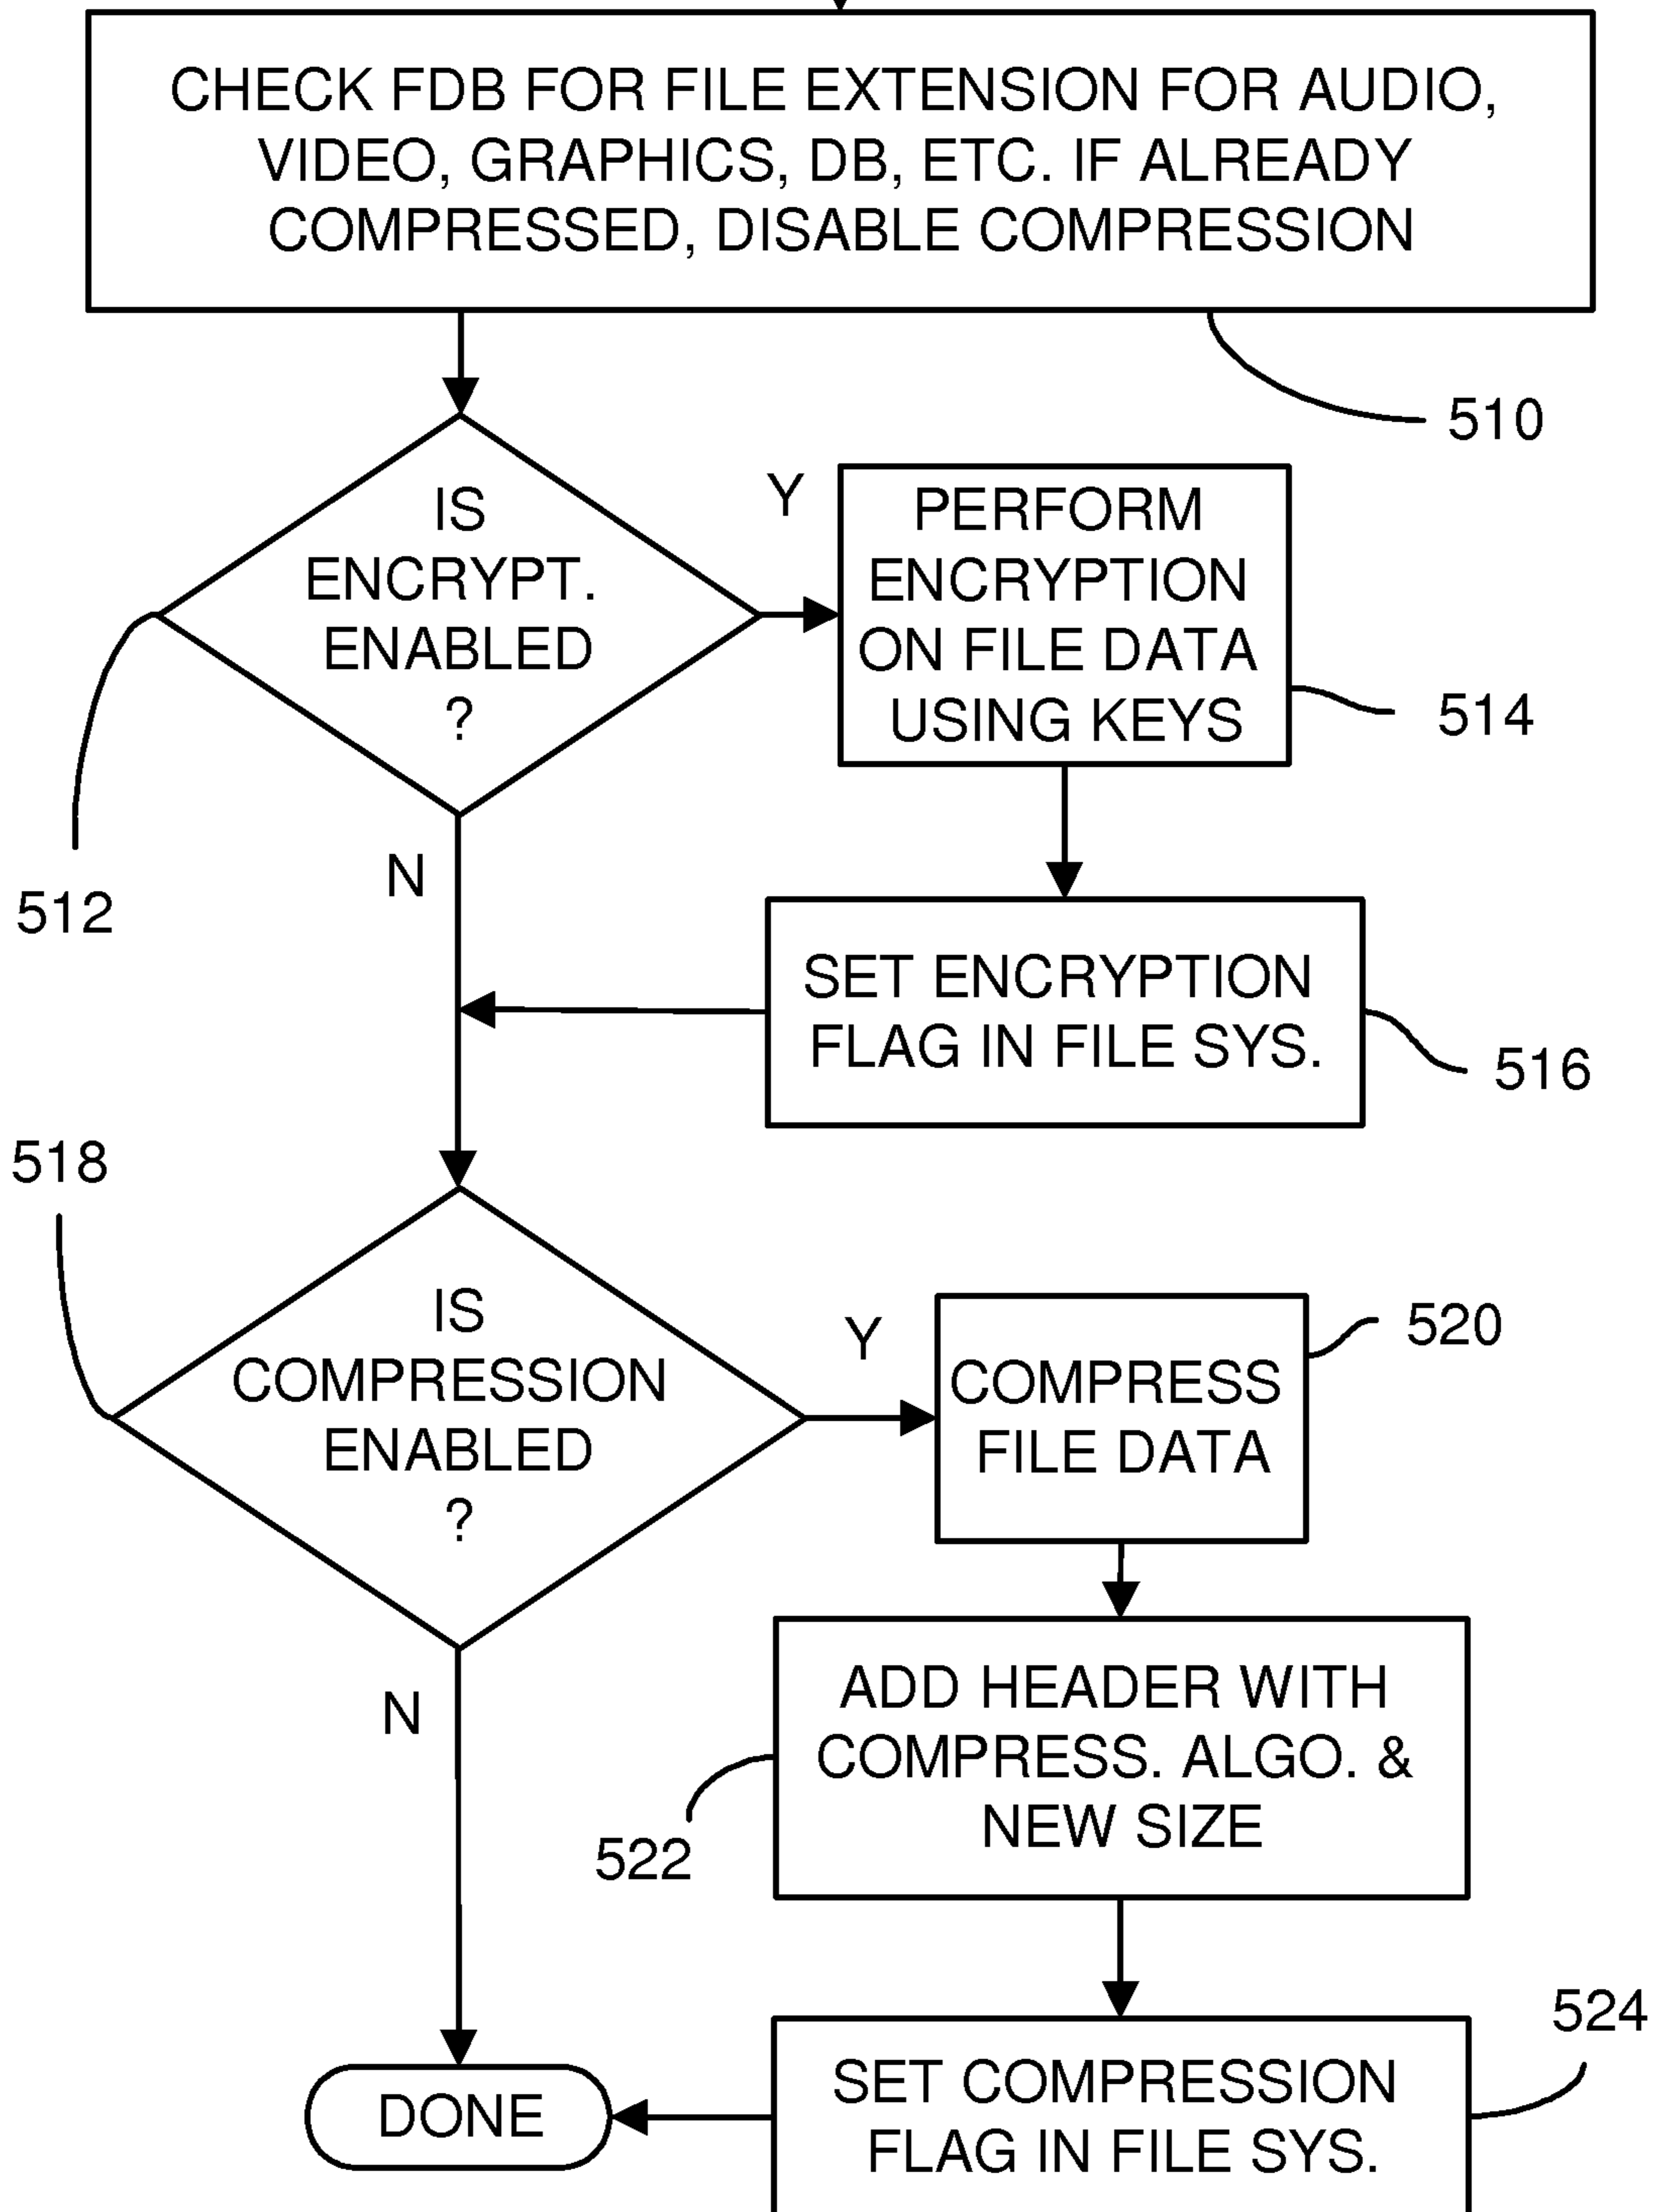 CHECK FDB FOR FILE EXTENSION FOR AUDIO,
VIDEO, GRAPHICS, DB, ETC. IF ALREADY
COMPRESSED, DISABLE COMPRESSION
510
IS
ENCRYPT.
ENABLED
?
Y
PERFORM
ENCRYPTION
ON FILE DATA
USING KEYS
514
N
512
SET ENCRYPTION
FLAG IN FILE SYS.
516
518
IS
COMPRESSION
ENABLED
?
Y
COMPRESS
FILE DATA
520
N
ADD HEADER WITH
COMPRESS. ALGO. &
NEW SIZE
522
524
SET COMPRESSION
FLAG IN FILE SYS.
DONE